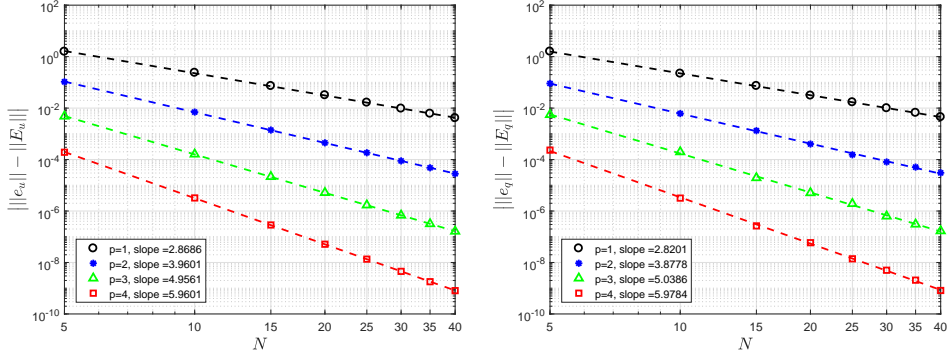 10^0
10^-2
10^-4
10^-6
10^-8
10^-10
| ||e_u|| − ||E_u|| |
p=1, slope =2.8686
p=2, slope =3.9601
p=3, slope =4.9561
p=4, slope =5.9601
5 10 15 20 25 30 35 40
N
10^0
10^-2
10^-4
10^-6
10^-8
10^-10
| ||e_q|| − ||E_q|| |
p=1, slope =2.8201
p=2, slope =3.8778
p=3, slope =5.0386
p=4, slope =5.9784
5 10 15 20 25 30 35 40
N